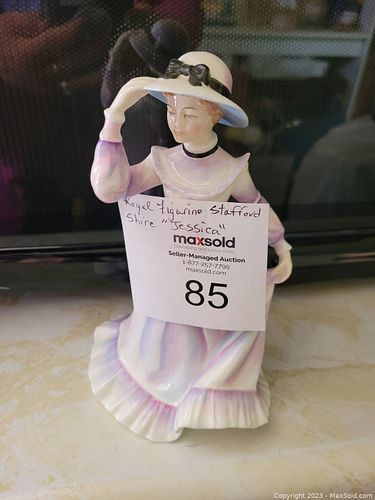 Royal Figurine Stafford
Shire "Jessica"
maxsold
Seller-Managed Auction
1-877-257-7799
maxsold.com
85
Copyright 2023 - MaxSold.com